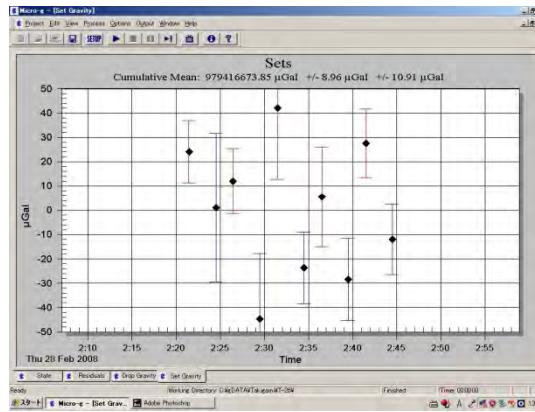 Micro-g - [Set Gravity]
Project Edit View Process Options Output Window Help
SETUP
Sets
Cumulative Mean: 979416673.85 µGal +/- 8.96 µGal +/- 10.91 µGal
50
40
30
20
10
0
-10
-20
-30
-40
-50
µGal
2:10 2:15 2:20 2:25 2:30 2:35 2:40 2:45 2:50 2:55
Thu 28 Feb 2008
Time
State Residuals Drop Gravity Set Gravity
Ready
Finished
Time: 000000
スタート Micro-g - [Set Grav... Adobe Photoshop